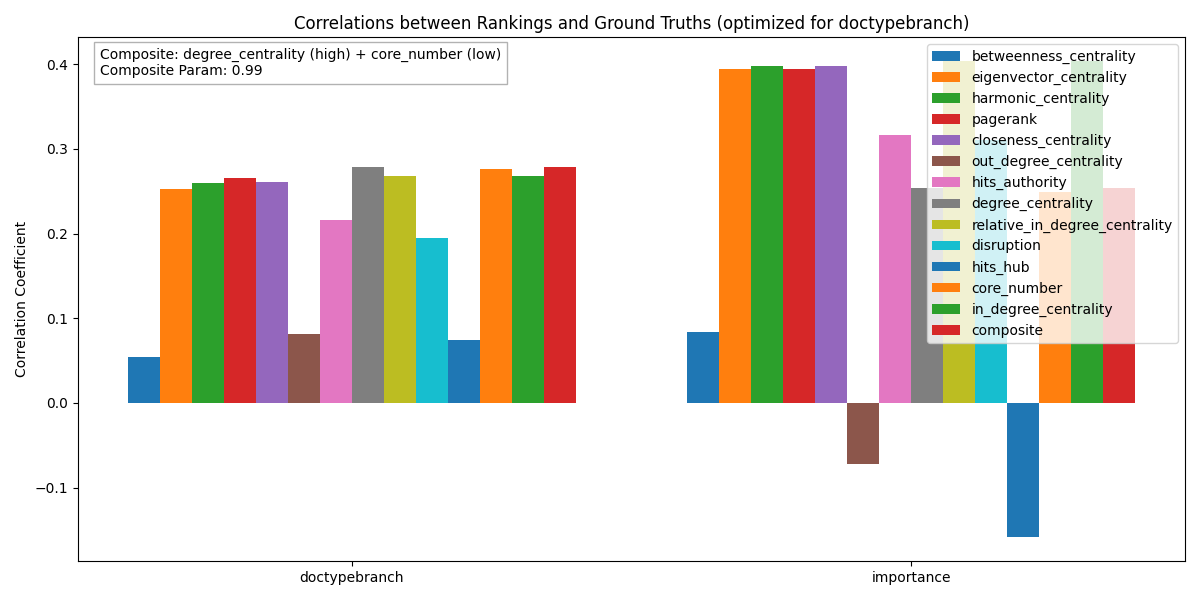 Correlations between Rankings and Ground Truths (optimized for doctypebranch)
Composite: degree_centrality (high) + core_number (low)
Composite Param: 0.99
betweenness_centrality
eigenvector_centrality
harmonic_centrality
pagerank
closeness_centrality
out_degree_centrality
hits_authority
degree_centrality
relative_in_degree_centrality
disruption
hits_hub
core_number
in_degree_centrality
composite
Correlation Coefficient
0.4
0.3
0.2
0.1
0.0
−0.1
doctypebranch
importance